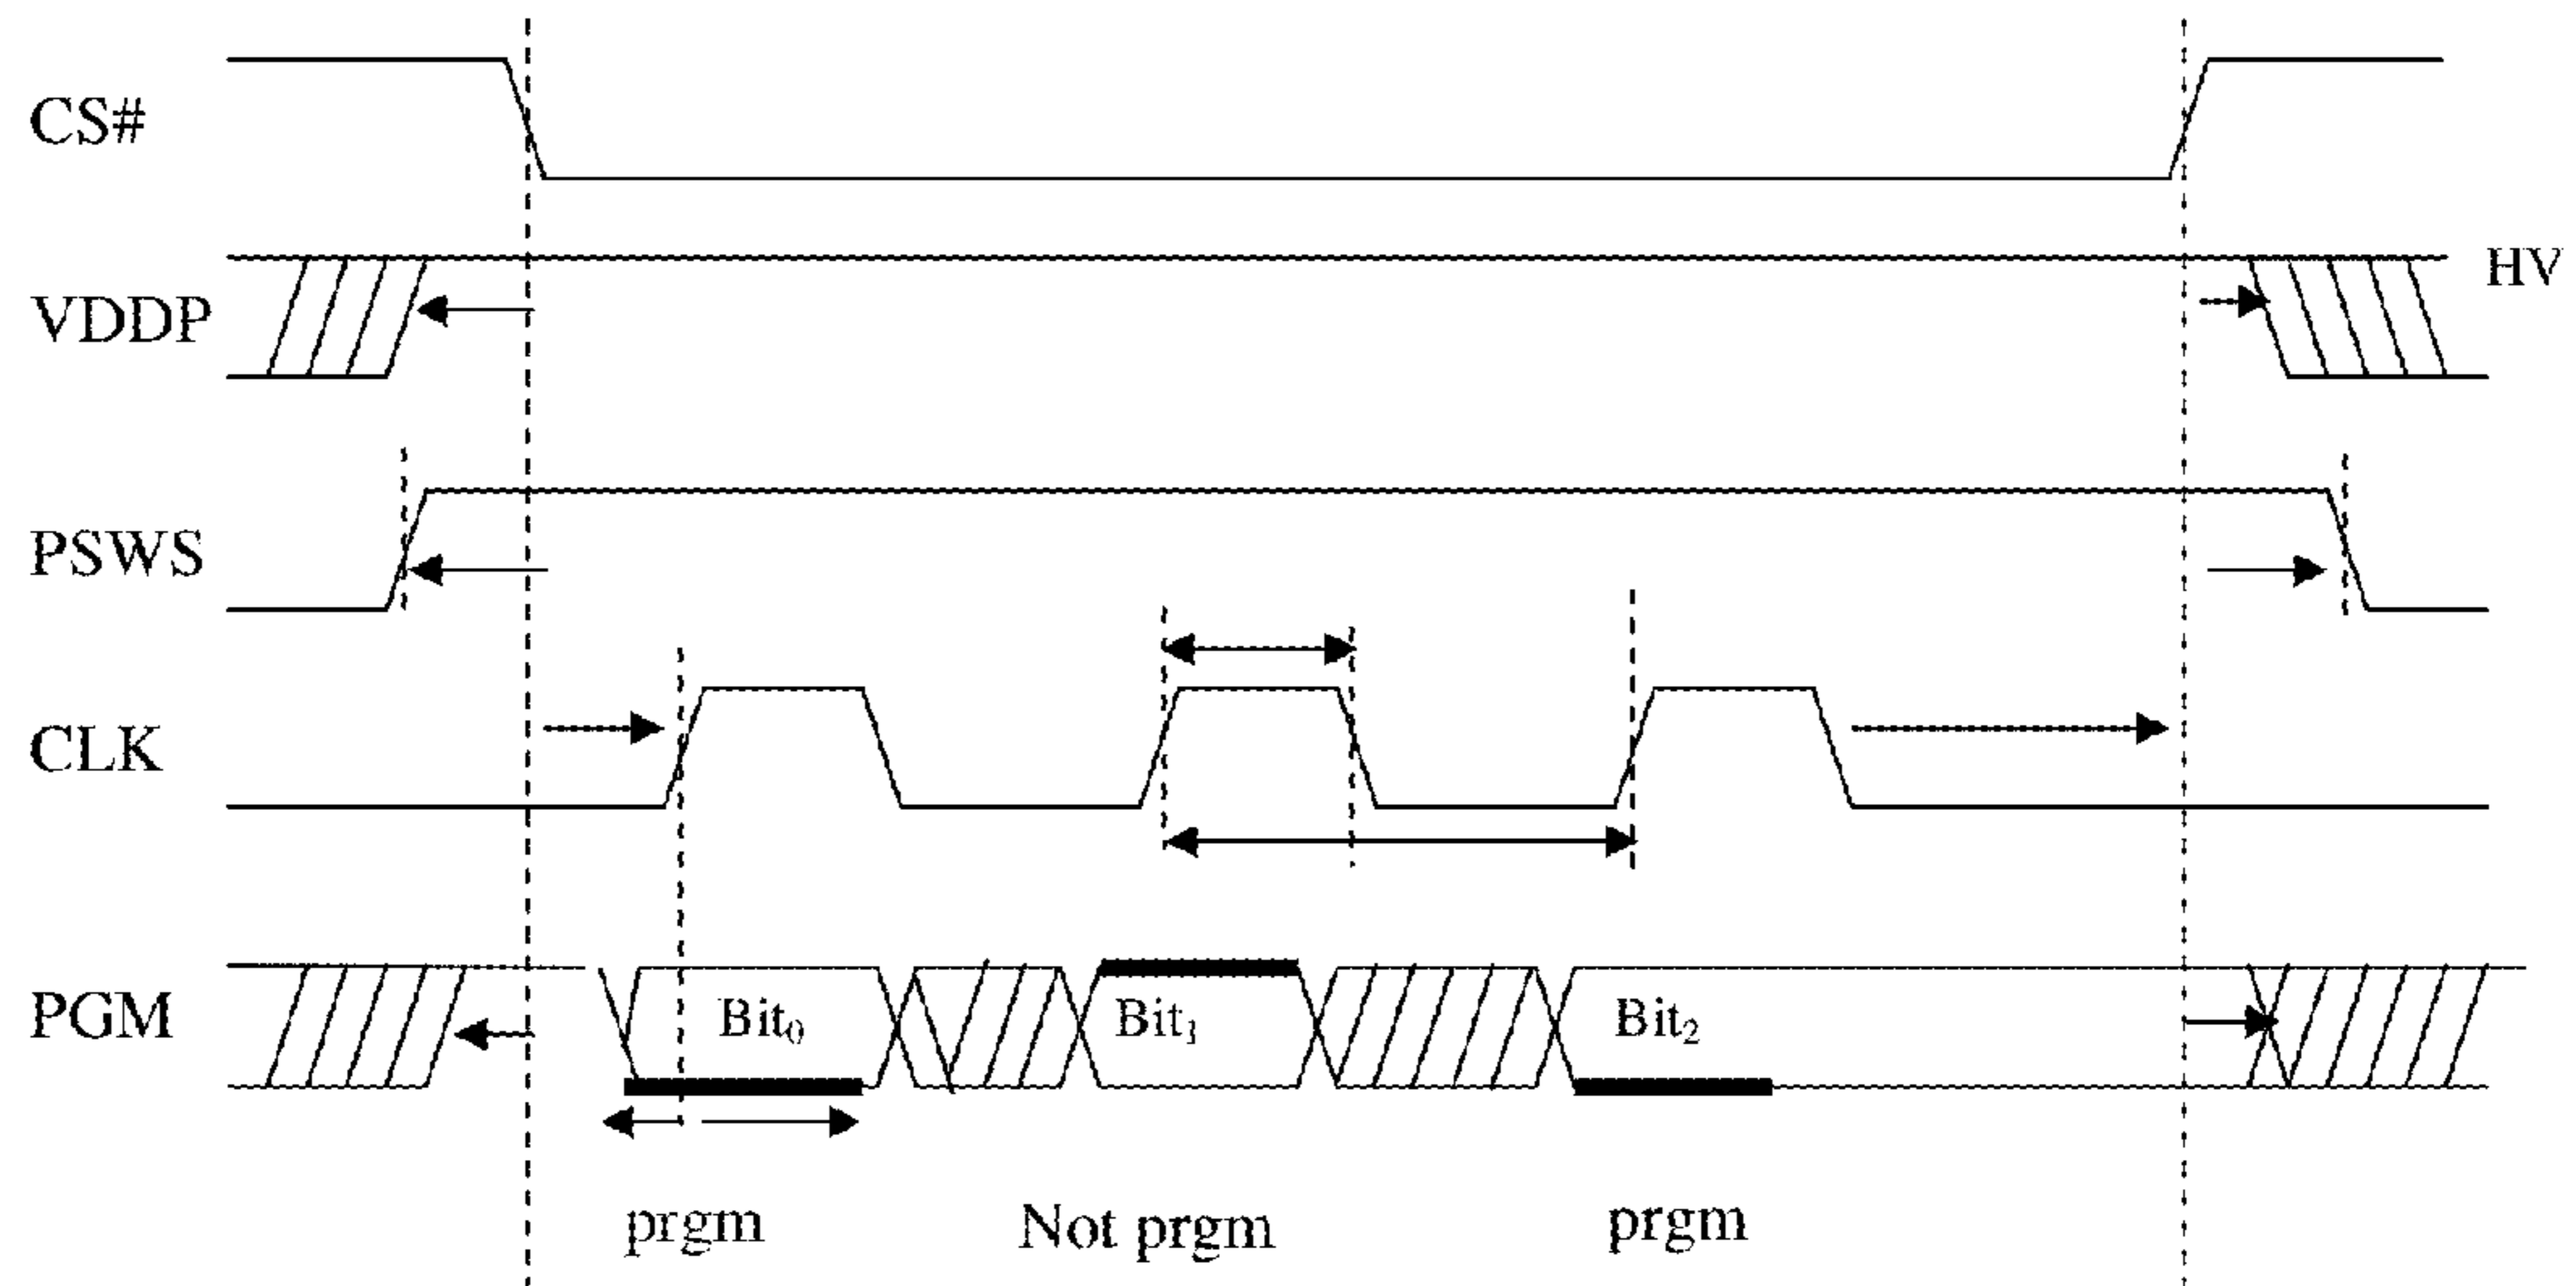 CS#
HV
VDDP
PSWS
CLK
PGM Bit₀ Bit₁ Bit₂
prgm Not prgm prgm